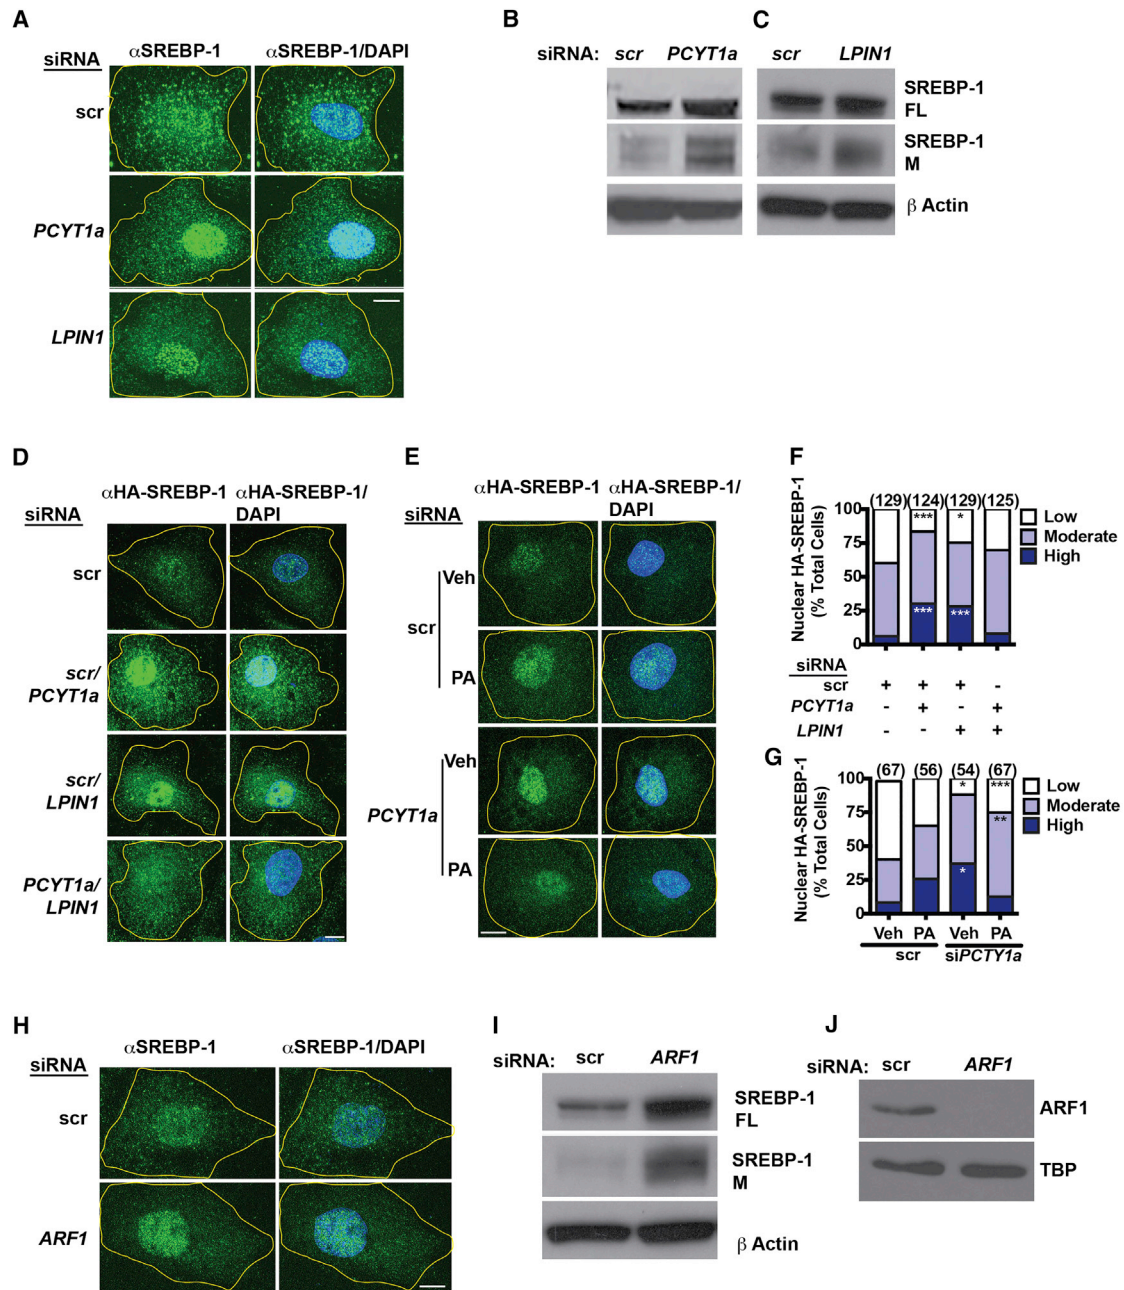 A
siRNA
αSREBP-1
αSREBP-1/DAPI
scr
PCYT1a
LPIN1
B
siRNA:
scr
PCYT1a
C
scr
LPIN1
SREBP-1
FL
SREBP-1
M
β Actin
D
αHA-SREBP-1
αHA-SREBP-1/
DAPI
siRNA
scr
scr/
PCYT1a
scr/
LPIN1
PCYT1a/
LPIN1
E
αHA-SREBP-1
αHA-SREBP-1/
DAPI
siRNA
Veh
scr
PA
Veh
PCYT1a
PA
F
Nuclear HA-SREBP-1
(% Total Cells)
(129)(124)(129)(125)
100
75
50
25
0
*** *
*** ***
Low
Moderate
High
siRNA
scr + + + -
PCYT1a - + - +
LPIN1 - - + +
G
Nuclear HA-SREBP-1
(% Total Cells)
(67) (56) (54) (67)
100
75
50
25
0
* ***
**
*
Low
Moderate
High
Veh PA Veh PA
scr siPCTY1a
H
siRNA
αSREBP-1
αSREBP-1/DAPI
scr
ARF1
I
siRNA: scr ARF1
SREBP-1
FL
SREBP-1
M
β Actin
J
siRNA: scr ARF1
ARF1
TBP